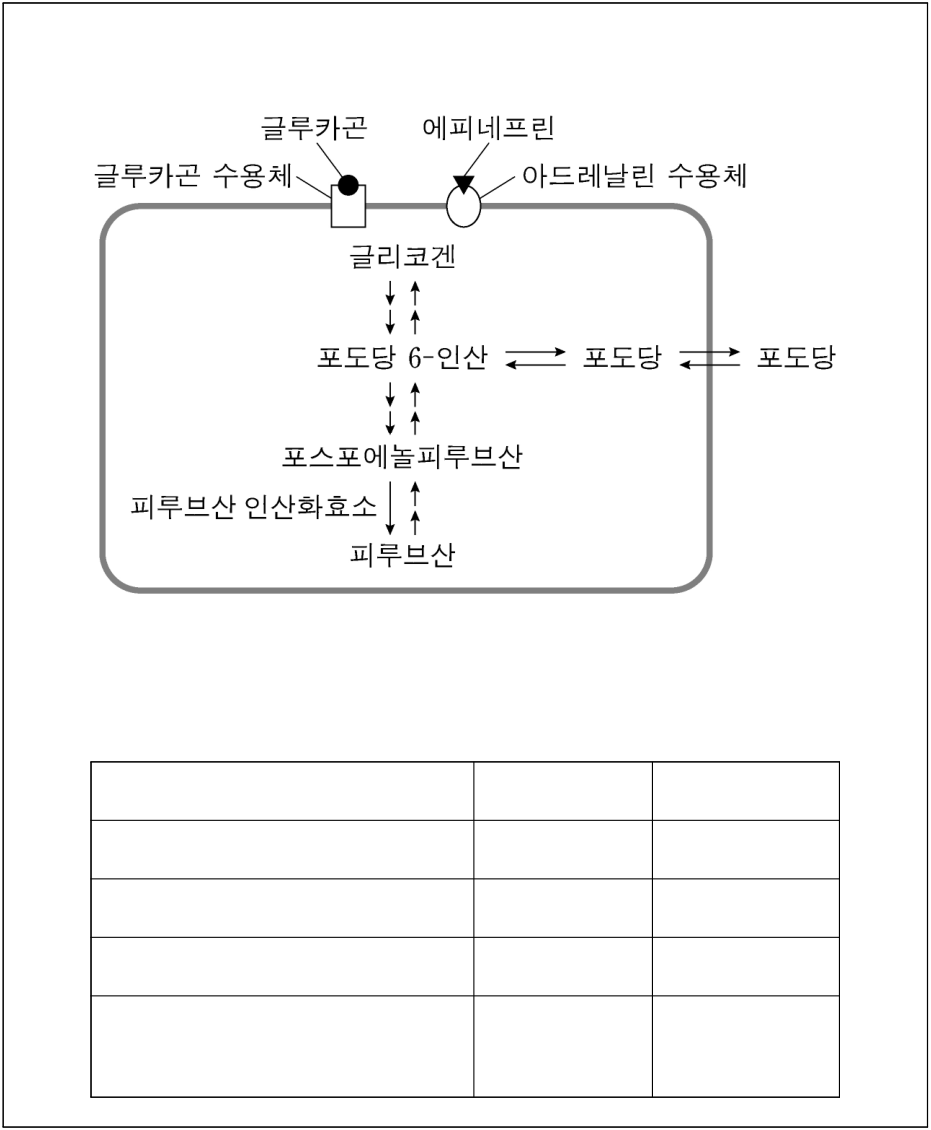 글루카곤 에피네프린
글루카곤 수용체 아드레날린 수용체
글리코겐
포도당 6-인산 포도당 포도당
포스포에놀피루브산
피루브산 인산화효소
피루브산